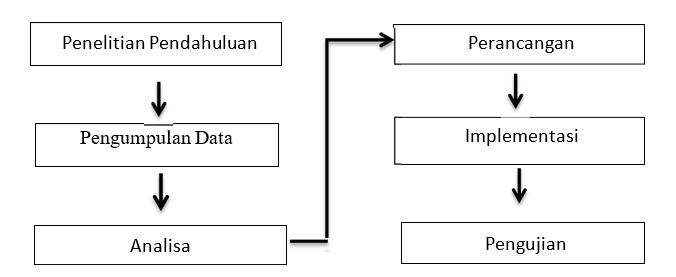 Penelitian Pendahuluan
Pengumpulan Data
Analisa
Perancangan
Implementasi
Pengujian